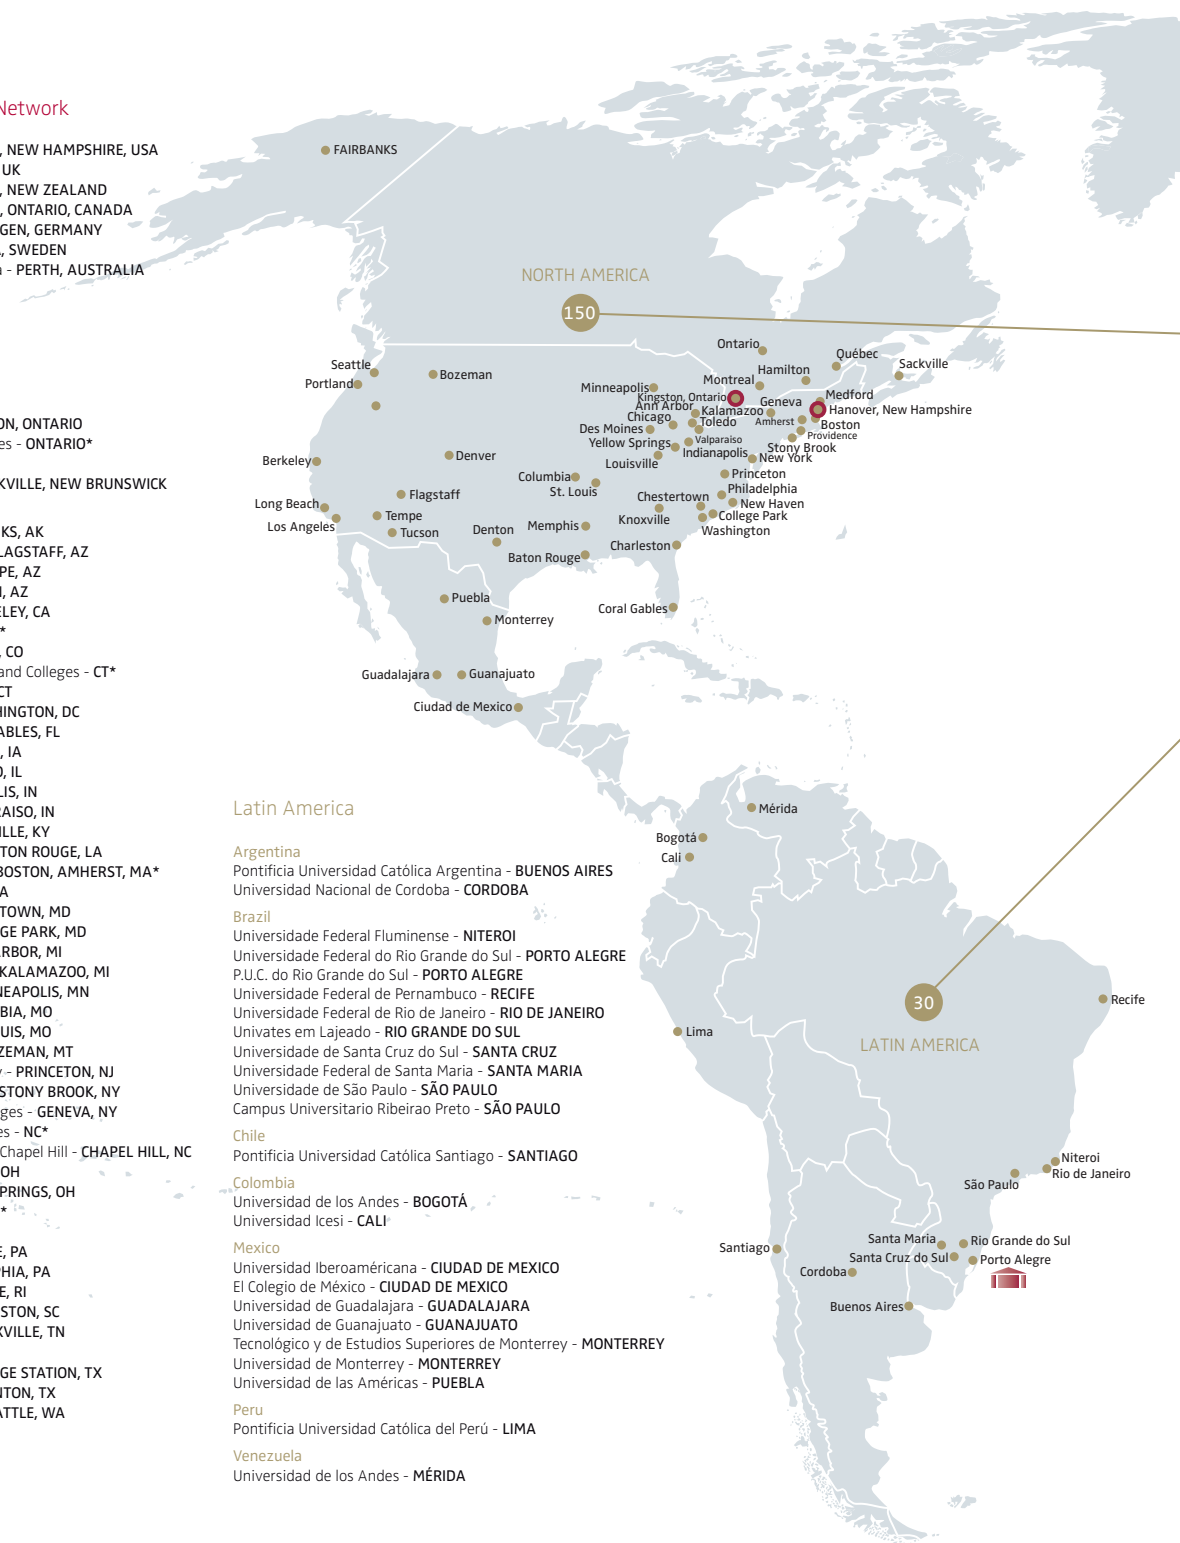 Network
, NEW HAMPSHIRE, USA
UK
, NEW ZEALAND
, ONTARIO, CANADA
GEN, GERMANY
, SWEDEN
- PERTH, AUSTRALIA
ON, ONTARIO
es - ONTARIO*
KVILLE, NEW BRUNSWICK
KS, AK
LAGSTAFF, AZ
PE, AZ
, AZ
ELEY, CA
*
, CO
and Colleges - CT*
CT
HINGTON, DC
ABLES, FL
, IA
O, IL
LIS, IN
RAISO, IN
ILLE, KY
TON ROUGE, LA
BOSTON, AMHERST, MA*
A
TOWN, MD
GE PARK, MD
RBOR, MI
KALAMAZOO, MI
NEAPOLIS, MN
BIA, MO
UIS, MO
ZEMAN, MT
- PRINCETON, NJ
STONY BROOK, NY
ges - GENEVA, NY
es - NC*
Chapel Hill - CHAPEL HILL, NC
OH
PRINGS, OH
*
E, PA
PHIA, PA
E, RI
STON, SC
XVILLE, TN
GE STATION, TX
NTON, TX
ATTLE, WA
Latin America
Argentina
Pontificia Universidad Católica Argentina - BUENOS AIRES
Universidad Nacional de Cordoba - CORDOBA
Brazil
Universidade Federal Fluminense - NITEROI
Universidade Federal do Rio Grande do Sul - PORTO ALEGRE
P.U.C. do Rio Grande do Sul - PORTO ALEGRE
Universidade Federal de Pernambuco - RECIFE
Universidade Federal de Rio de Janeiro - RIO DE JANEIRO
Univates em Lajeado - RIO GRANDE DO SUL
Universidade de Santa Cruz do Sul - SANTA CRUZ
Universidade Federal de Santa Maria - SANTA MARIA
Universidade de São Paulo - SÃO PAULO
Campus Universitario Ribeirao Preto - SÃO PAULO
Chile
Pontificia Universidad Católica Santiago - SANTIAGO
Colombia
Universidad de los Andes - BOGOTÁ
Universidad Icesi - CALI
Mexico
Universidad Iberoaméricana - CIUDAD DE MEXICO
El Colegio de México - CIUDAD DE MEXICO
Universidad de Guadalajara - GUADALAJARA
Universidad de Guanajuato - GUANAJUATO
Tecnológico y de Estudios Superiores de Monterrey - MONTERREY
Universidad de Monterrey - MONTERREY
Universidad de las Américas - PUEBLA
Peru
Pontificia Universidad Católica del Perú - LIMA
Venezuela
Universidad de los Andes - MÉRIDA
FAIRBANKS
NORTH AMERICA
150
Ontario
Québec
Sackville
Seattle
Portland
Bozeman
Minneapolis
Montreal
Hamilton
Kingston, Ontario
Medford
Geneva
Hanover, New Hampshire
Ann Arbor
Kalamazoo
Chicago
Toledo
Amherst
Boston
Des Moines
Providence
Yellow Springs
Valparaiso
Stony Brook
Indianapolis
New York
Berkeley
Denver
Louisville
Columbia
Princeton
St. Louis
Philadelphia
Flagstaff
Chestertown
New Haven
Long Beach
Tempe
Knoxville
College Park
Los Angeles
Tucson
Denton
Memphis
Washington
Baton Rouge
Charleston
Puebla
Coral Gables
Monterrey
Guadalajara
Guanajuato
Ciudad de Mexico
Mérida
Bogotá
Cali
30
LATIN AMERICA
Recife
Lima
Niteroi
Rio de Janeiro
São Paulo
Santa Maria
Rio Grande do Sul
Santiago
Santa Cruz do Sul
Porto Alegre
Cordoba
Buenos Aires